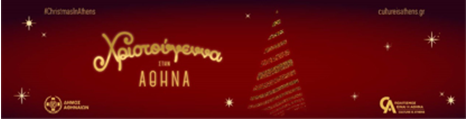 #ChristmasInAthens
cultureisathens.gr
Χριστούγεννα
ΣΤΗΝ
ΑΘΗΝΑ
ΔΗΜΟΣ
ΑΘΗΝΑΙΩΝ